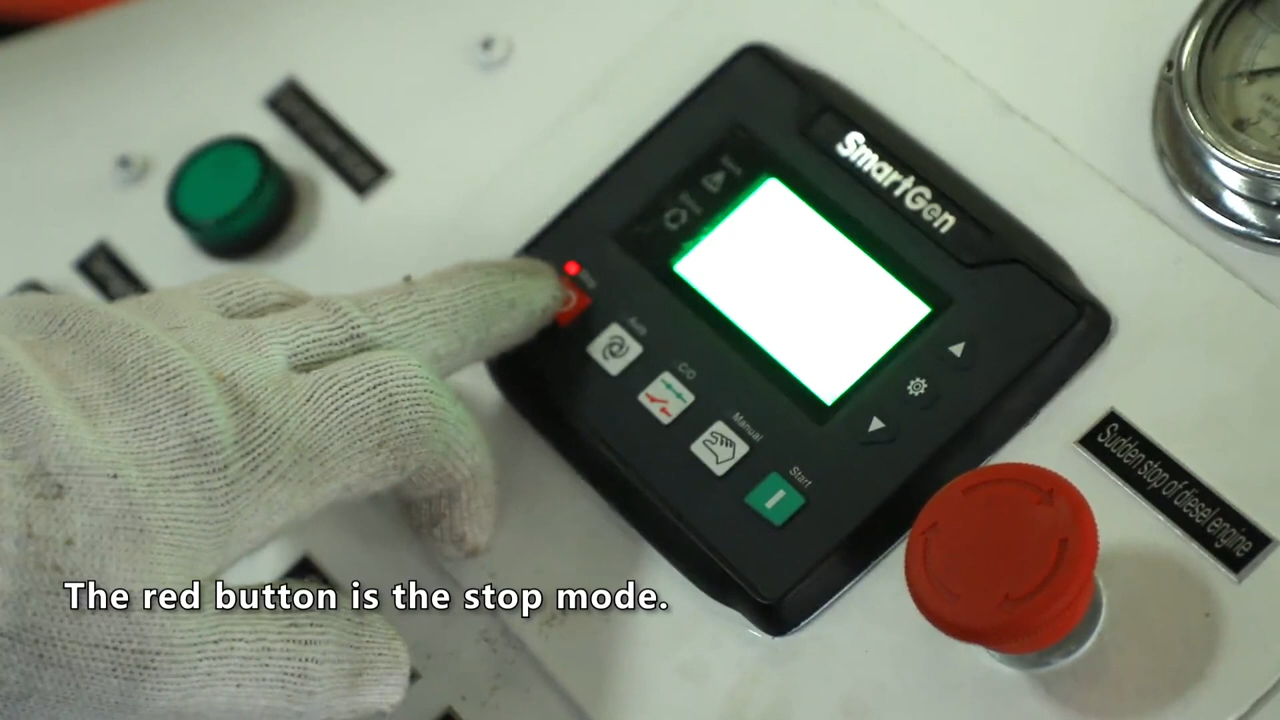 SmartGen
Auto
C/O
Manual
Start
Sudden stop of diesel engine
The red button is the stop mode.